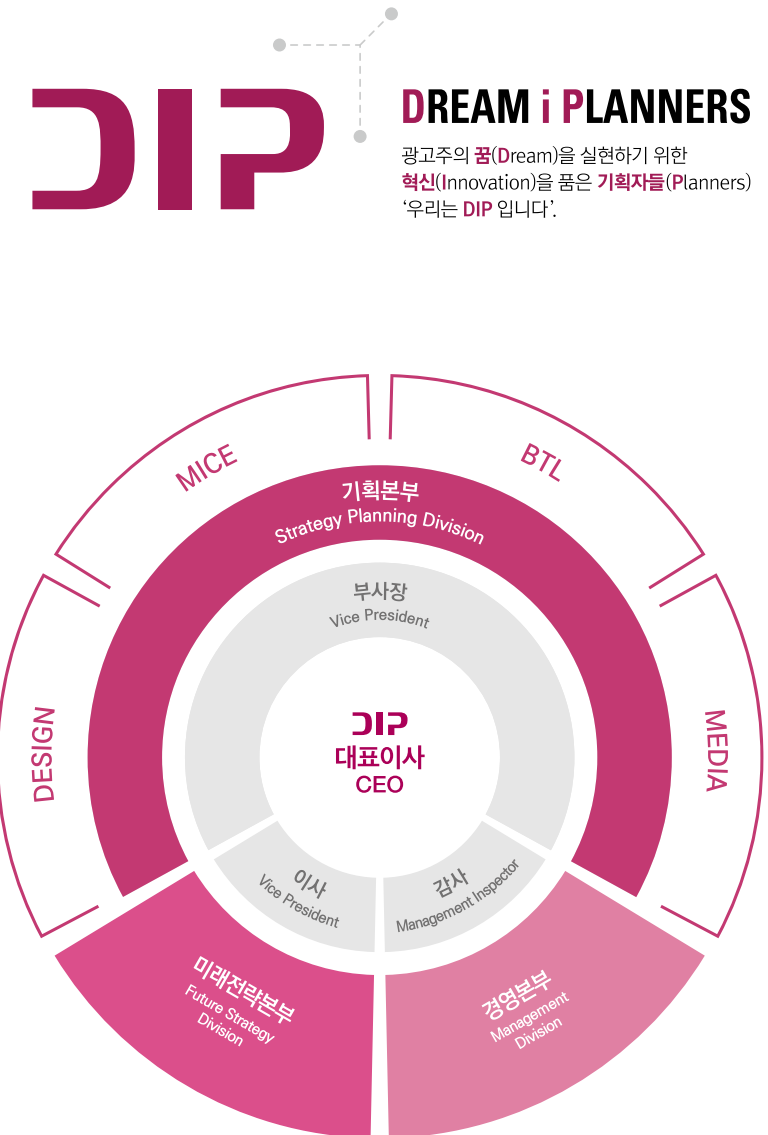 DIP
DREAM i PLANNERS
광고주의 꿈(Dream)을 실현하기 위한
혁신(Innovation)을 품은 기획자들(Planners)
‘우리는 DIP 입니다’.
MICE
BTL
기획본부
Strategy Planning Division
부사장
Vice President
DESIGN
MEDIA
DIP
대표이사
CEO
이사
Vice President
감사
Management Inspector
미래전략본부
Future Strategy
Division
경영본부
Management
Division